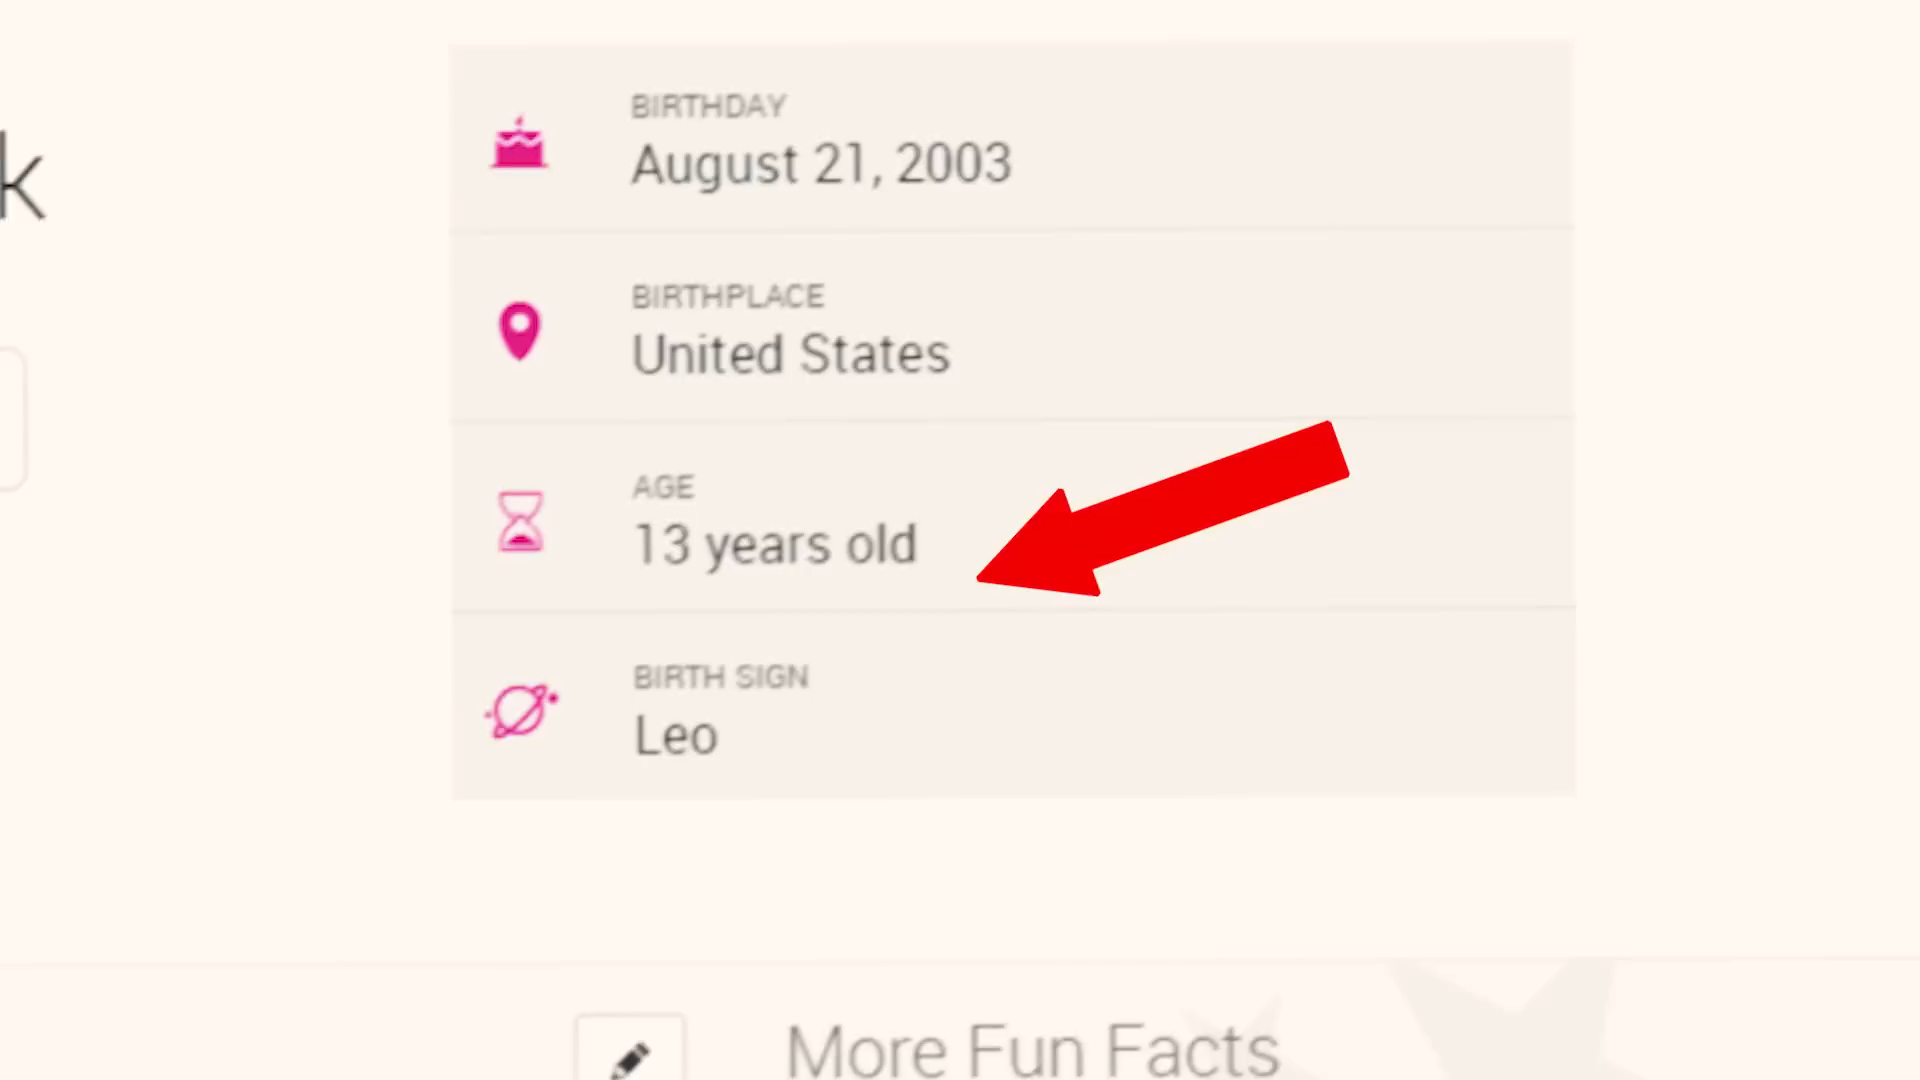 k
BIRTHDAY
August 21, 2003
BIRTHPLACE
United States
AGE
13 years old
BIRTH SIGN
Leo
More Fun Facts